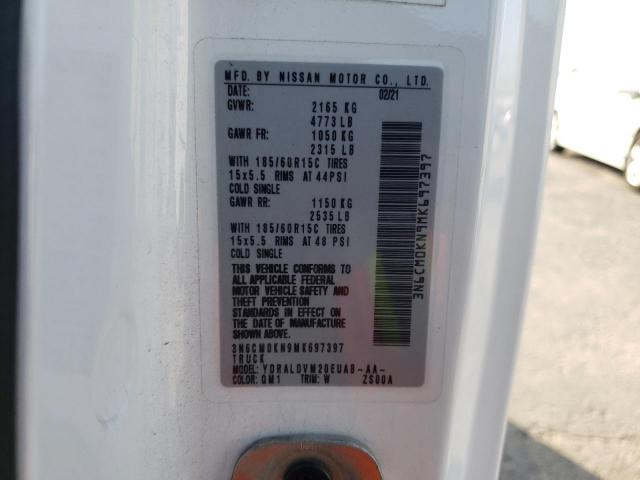 MFD. BY NISSAN MOTOR CO., LTD.
DATE: 02/21
GVWR: 2165 KG
4773 LB
GAWR FR: 1050 KG
2315 LB
WITH 185/60R15C TIRES
15x5.5 RIMS AT 44PSI
COLD SINGLE
GAWR RR: 1150 KG
2535 LB
WITH 185/60R15C TIRES
15x5.5 RIMS AT 48 PSI
COLD SINGLE
THIS VEHICLE CONFORMS TO
ALL APPLICABLE FEDERAL
MOTOR VEHICLE SAFETY AND
THEFT PREVENTION
STANDARDS IN EFFECT ON
THE DATE OF MANUFACTURE
SHOWN ABOVE.
3N6CM0KN9MK697397
TRUCK
MODEL: YDRALDVM20EUAB-AA-
COLOR: QM1 TRIM: W ZS00A
3N6CM0KN9MK697397